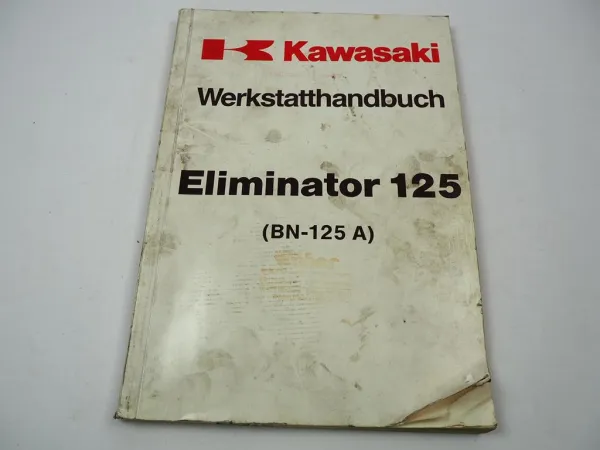 Kawasaki
Werkstatthandbuch
Eliminator 125
(BN-125 A)